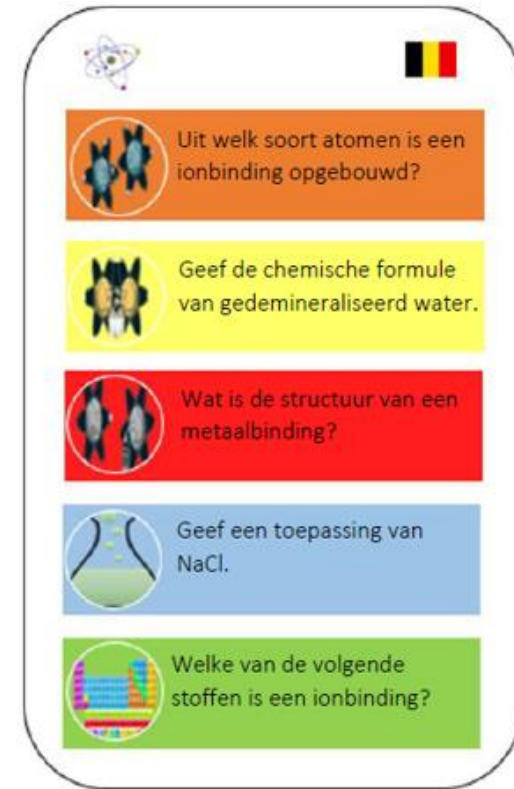 Uit welk soort atomen is een
ionbinding opgebouwd?
Geef de chemische formule
van gedemineraliseerd water.
Wat is de structuur van een
metaalbinding?
Geef een toepassing van
NaCl.
Welke van de volgende
stoffen is een ionbinding?